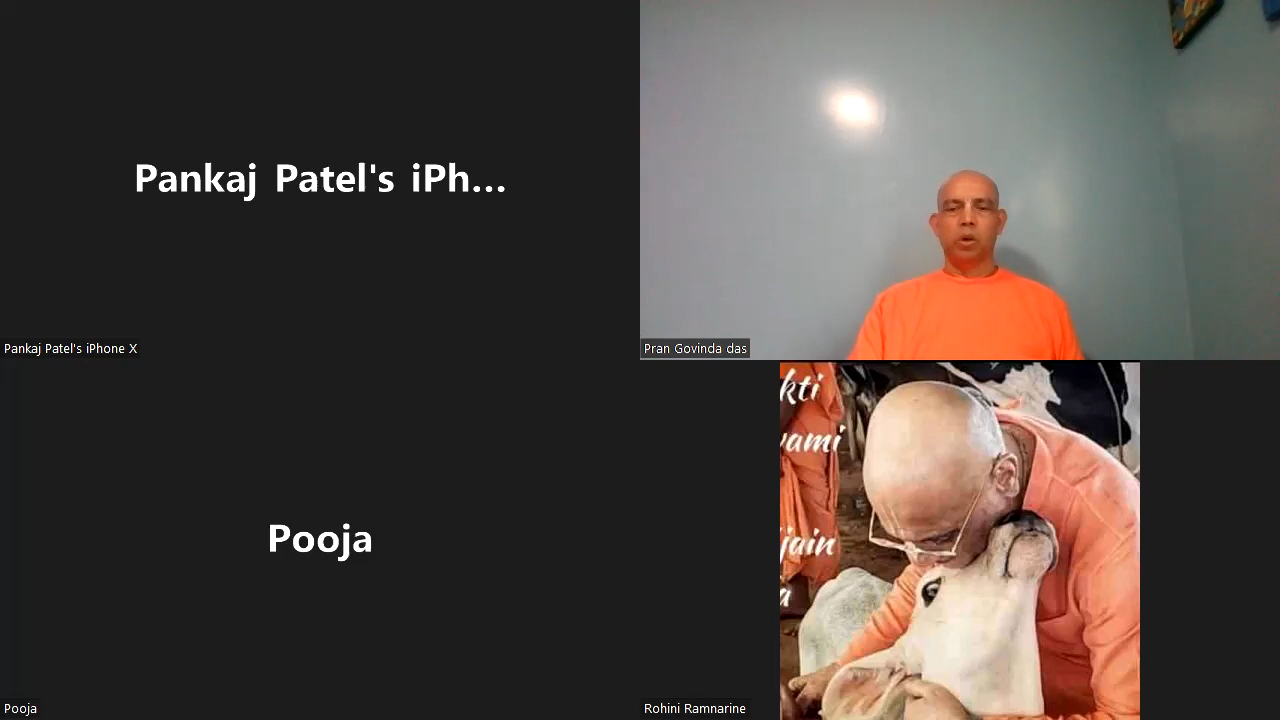 Pankaj Patel's iPh...
Pankaj Patel's iPhone X
Pran Govinda das
kti
vami
jain
a
Pooja
Pooja
Rohini Ramnarine